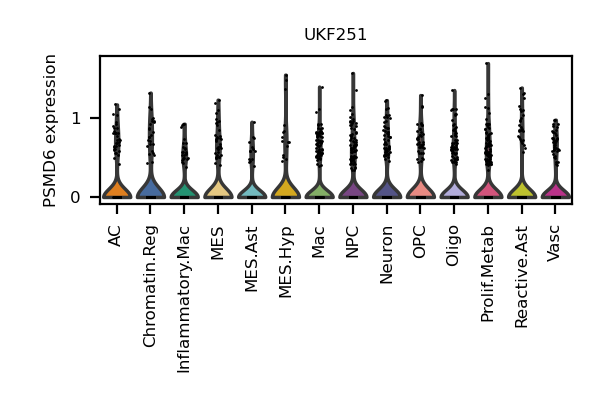 UKF251
PSMD6 expression
1
0
AC
Chromatin.Reg
Inflammatory.Mac
MES
MES.Ast
MES.Hyp
Mac
NPC
Neuron
OPC
Oligo
Prolif.Metab
Reactive.Ast
Vasc